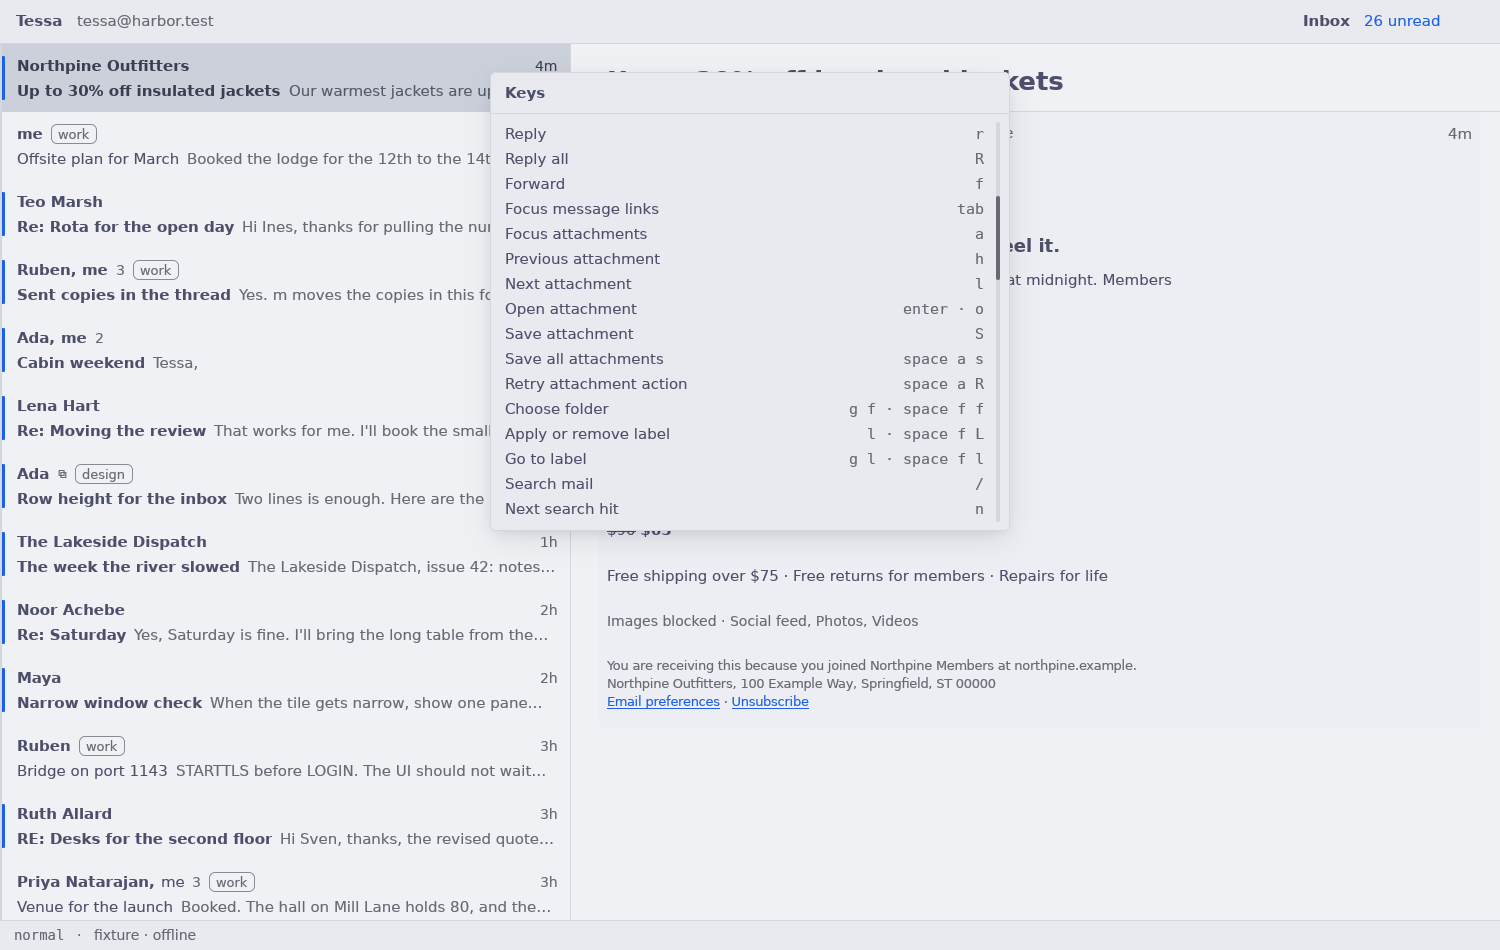 Tessa tessa@harbor.test Inbox 26 unread
Northpine Outfitters 4m
Up to 30% off insulated jackets Our warmest jackets are
me work
Offsite plan for March Booked the lodge for the 12th to the
Teo Marsh
Re: Rota for the open day Hi Ines, thanks for pulling the
Ruben, me 3 work
Sent copies in the thread Yes. m moves the copies in this
Ada, me 2
Cabin weekend Tessa,
Lena Hart
Re: Moving the review That works for me. I'll book the
Ada design
Row height for the inbox Two lines is enough. Here are the
The Lakeside Dispatch 1h
The week the river slowed The Lakeside Dispatch, issue 42: notes…
Noor Achebe 2h
Re: Saturday Yes, Saturday is fine. I'll bring the long table from the…
Maya 2h
Narrow window check When the tile gets narrow, show one pane…
Ruben work 3h
Bridge on port 1143 STARTTLS before LOGIN. The UI should not wait…
Ruth Allard 3h
RE: Desks for the second floor Hi Sven, thanks, the revised quote…
Priya Natarajan, me 3 work 3h
Venue for the launch Booked. The hall on Mill Lane holds 80, and the…
Keys
Reply r
Reply all R
Forward f
Focus message links tab
Focus attachments a
Previous attachment h
Next attachment l
Open attachment enter · o
Save attachment S
Save all attachments space a s
Retry attachment action space a R
Choose folder g f · space f f
Apply or remove label l · space f L
Go to label g l · space f l
Search mail /
Next search hit n
4m
it.
at midnight. Members
Free shipping over $75 · Free returns for members · Repairs for life
Images blocked · Social feed, Photos, Videos
You are receiving this because you joined Northpine Members at northpine.example.
Northpine Outfitters, 100 Example Way, Springfield, ST 00000
Email preferences · Unsubscribe
normal · fixture · offline